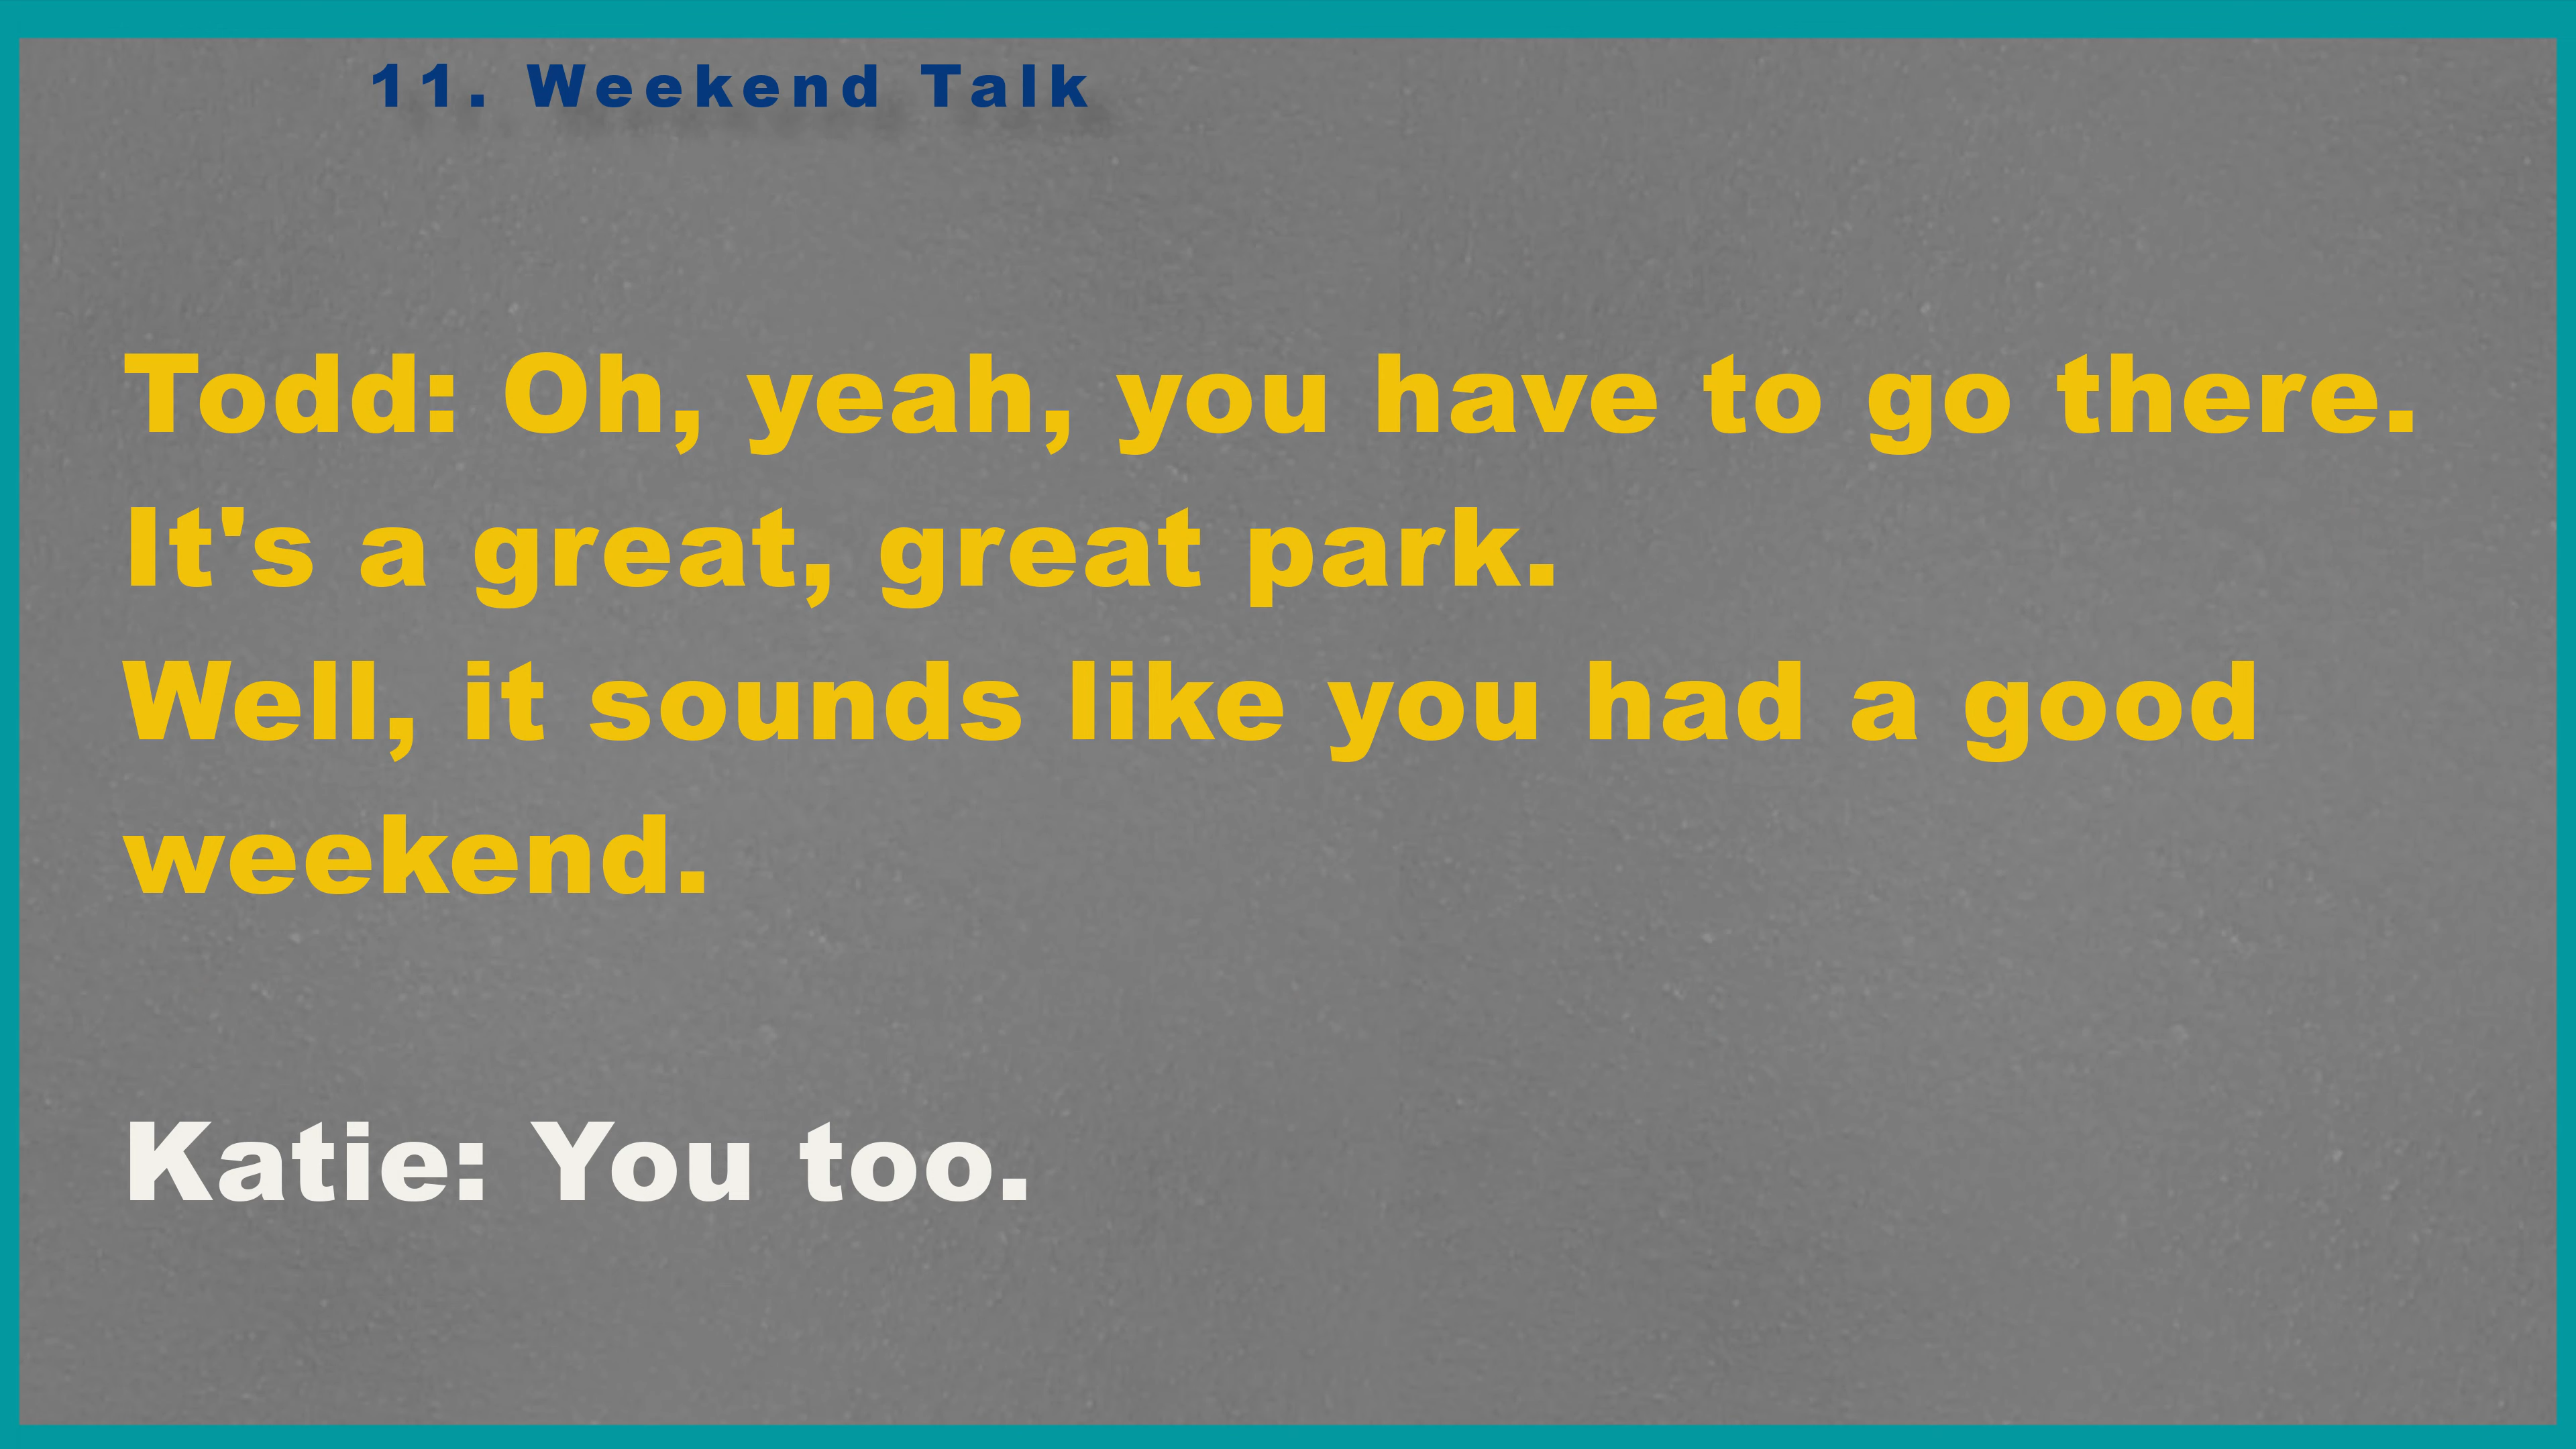 11. Weekend Talk
Todd: Oh, yeah, you have to go there.
It's a great, great park.
Well, it sounds like you had a good
weekend.
Katie: You too.